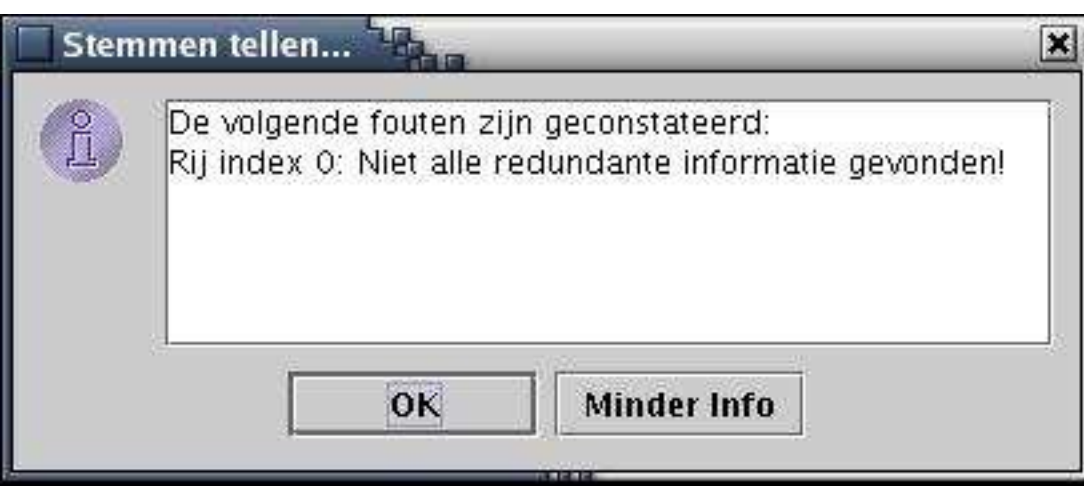 Stemmen tellen...
De volgende fouten zijn geconstateerd:
Rij index 0: Niet alle redundante informatie gevonden!
OK
Minder Info